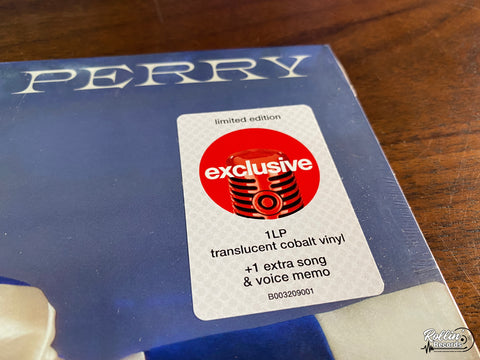 PERRY
limited edition
exclusive
1LP
translucent cobalt vinyl
+1 extra song
& voice memo
B003209001
Rollin'
Records